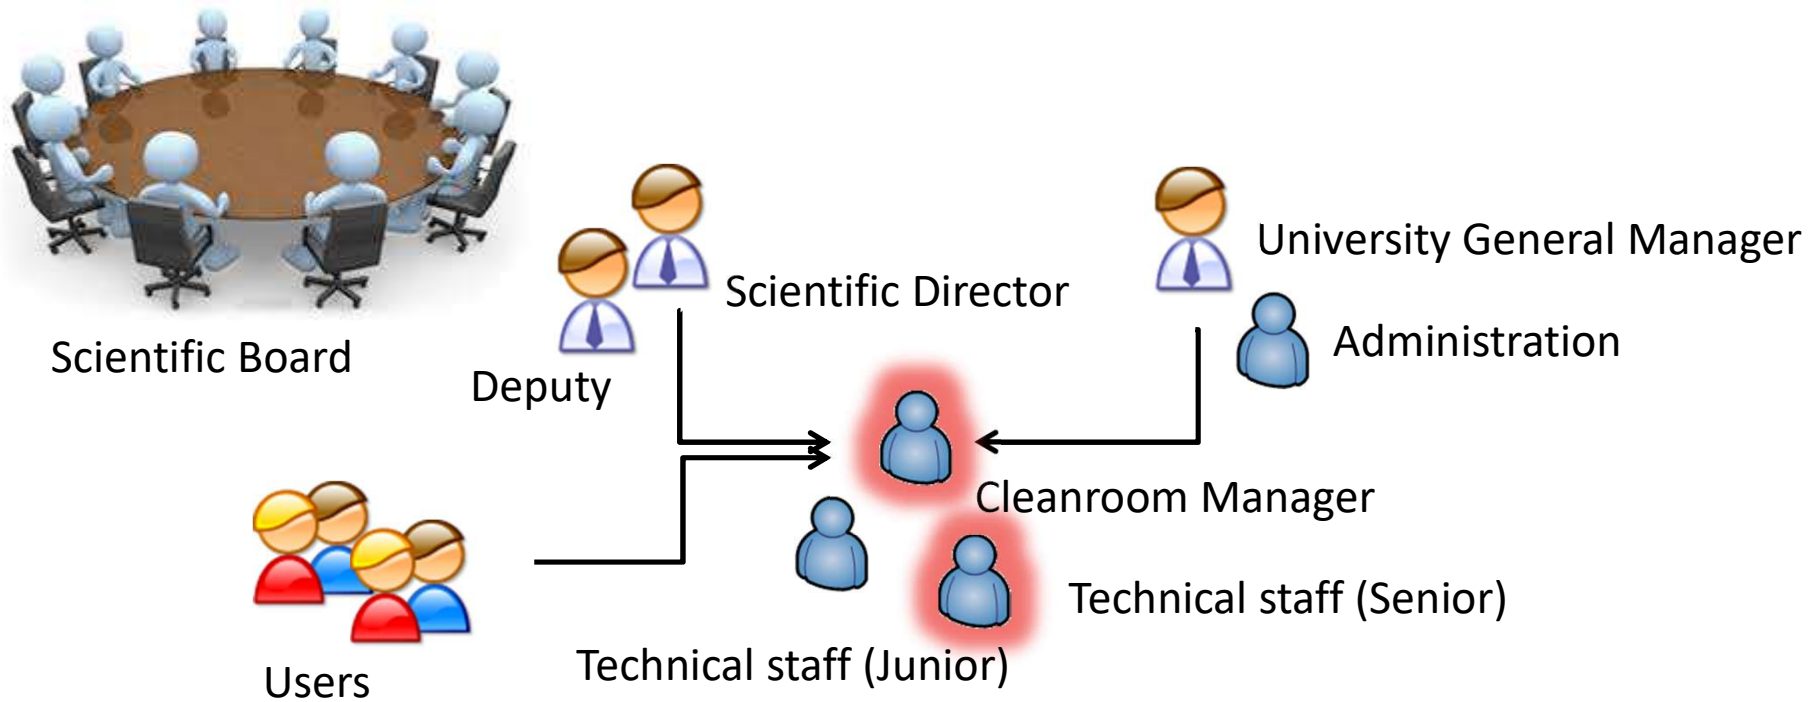 University General Manager
Scientific Director
Administration
Scientific Board
Deputy
Cleanroom Manager
Technical staff (Senior)
Technical staff (Junior)
Users